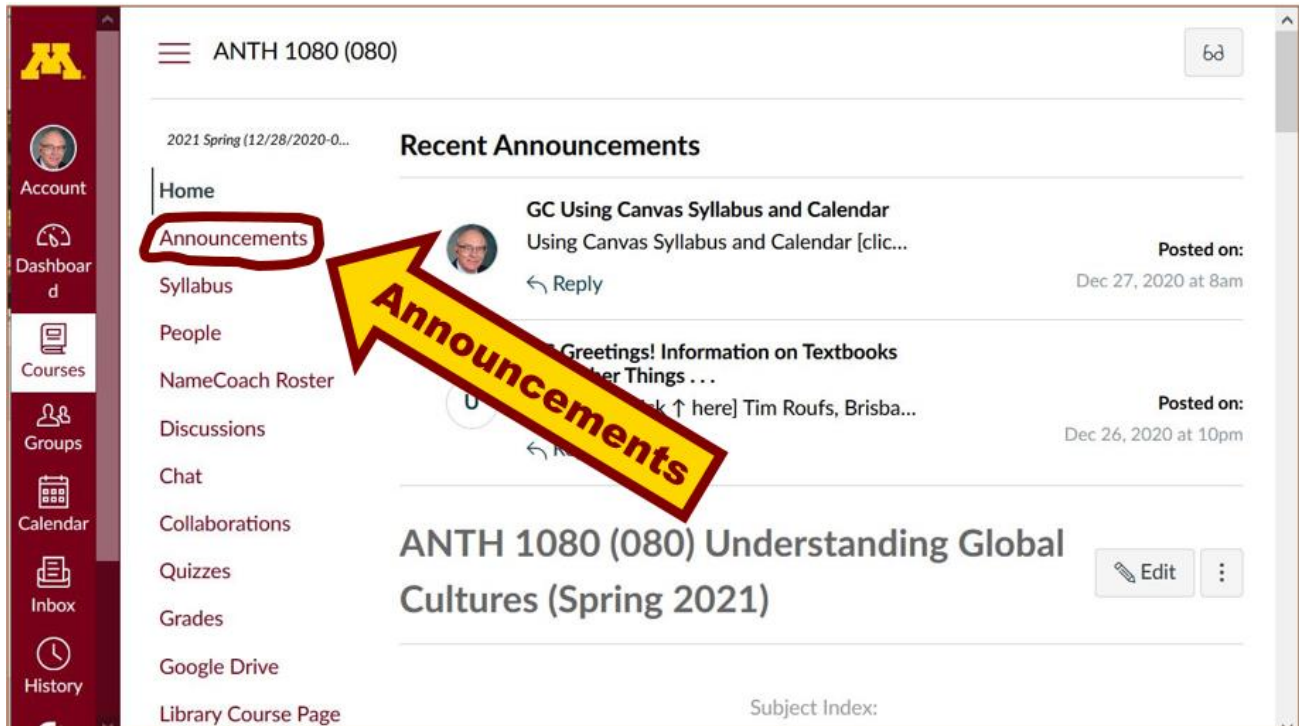 ANTH 1080 (080)
2021 Spring (12/28/2020-0...
Account
Dashboar
d
Courses
Groups
Calendar
Inbox
History
Home
Announcements
Syllabus
People
NameCoach Roster
Discussions
Chat
Collaborations
Quizzes
Grades
Google Drive
Library Course Page
Announcements
Recent Announcements
GC Using Canvas Syllabus and Calendar
Using Canvas Syllabus and Calendar [clic...
Reply
Posted on:
Dec 27, 2020 at 8am
Greetings! Information on Textbooks
Things . . .
U
↑ here] Tim Roufs, Brisba...
Posted on:
Dec 26, 2020 at 10pm
ANTH 1080 (080) Understanding Global
Cultures (Spring 2021)
Edit
Subject Index: